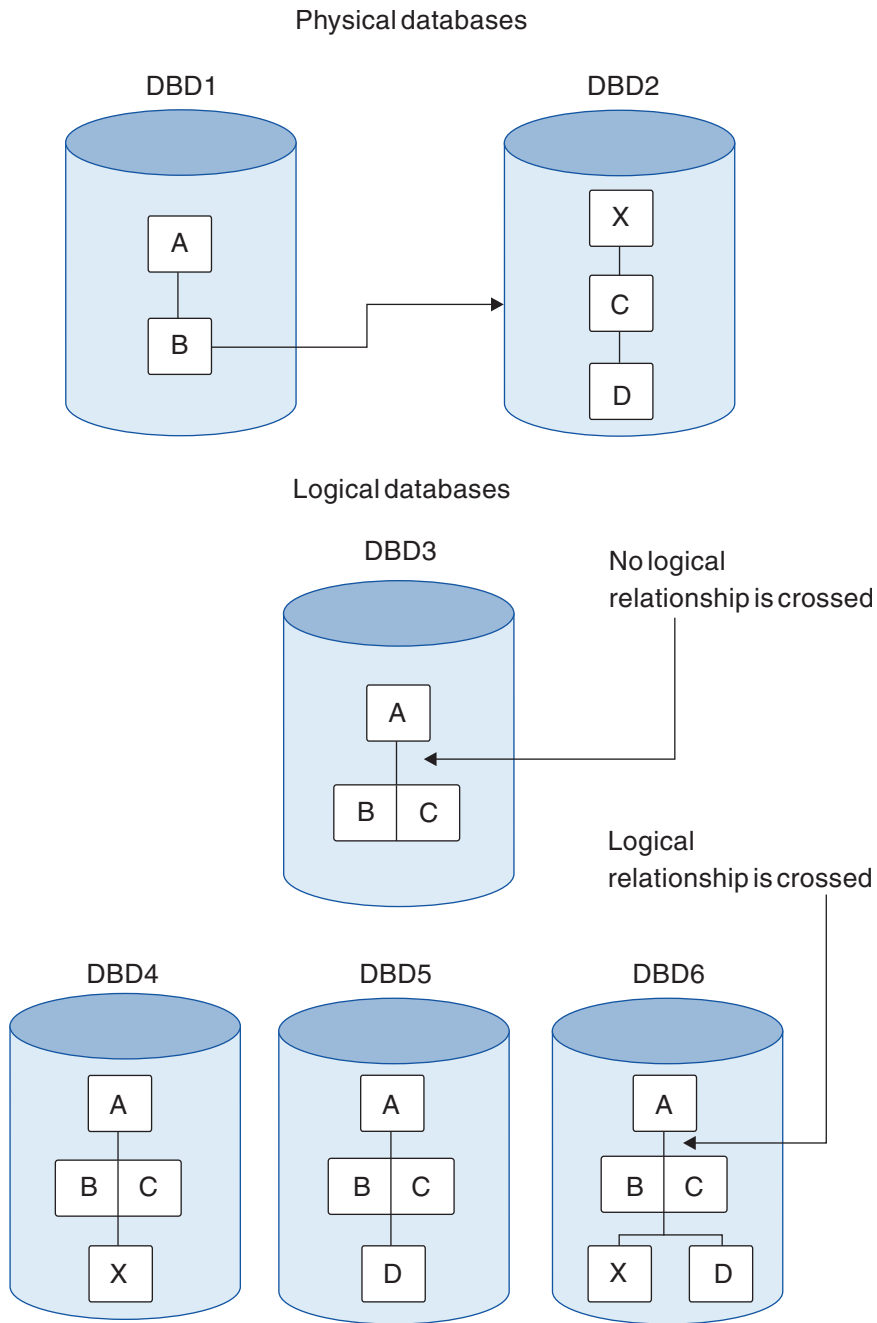 Physical databases
DBD1
DBD2
A
B
X
C
D
Logical databases
DBD3
No logical
relationship is crossed
A
B C
Logical
relationship is crossed
DBD4
DBD5
DBD6
A
B C
X
A
B C
D
A
B C
X D